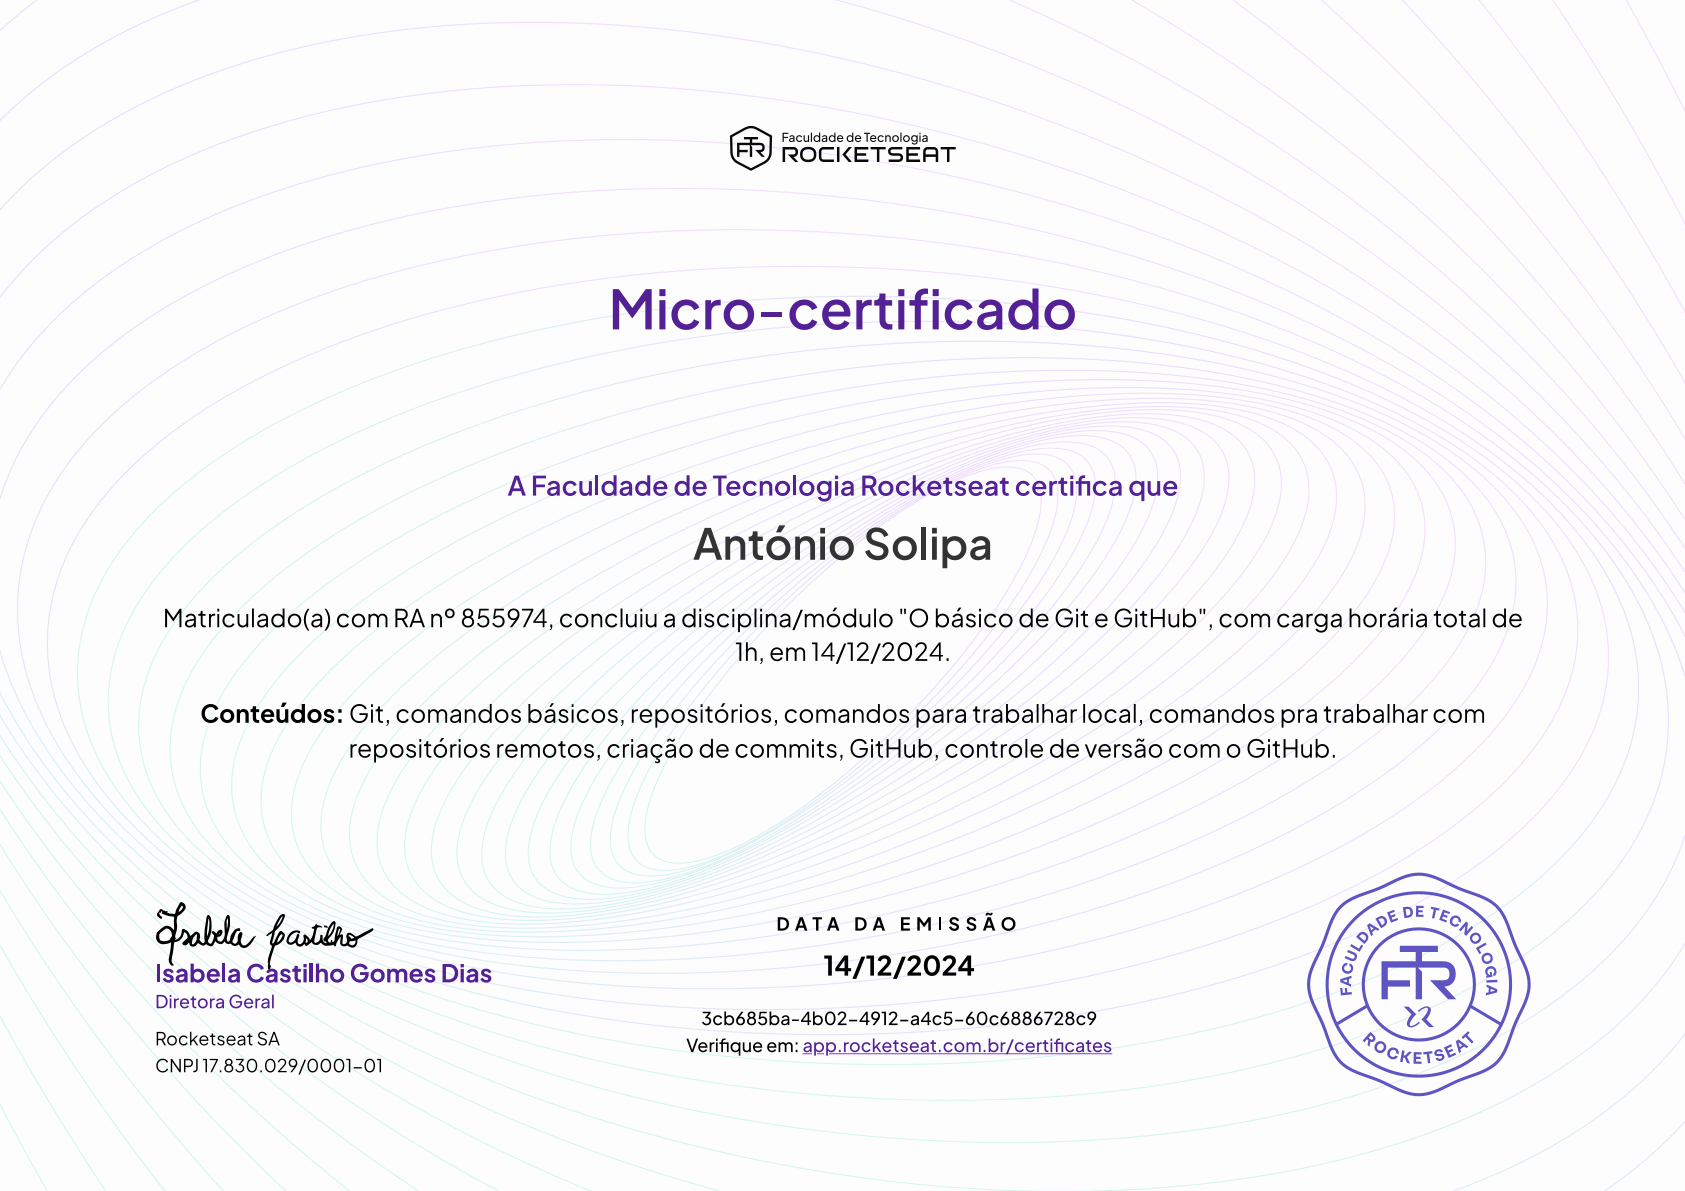 Faculdade de Tecnologia
ROCKETSEAT
Micro-certificado
A Faculdade de Tecnologia Rocketseat certifica que
António Solipa
Matriculado(a) com RA nº 855974, concluiu a disciplina/módulo "O básico de Git e GitHub", com carga horária total de
1h, em 14/12/2024.
Conteúdos: Git, comandos básicos, repositórios, comandos para trabalhar local, comandos pra trabalhar com
repositórios remotos, criação de commits, GitHub, controle de versão com o GitHub.
Isabela Castilho
Isabela Castilho Gomes Dias
Diretora Geral
Rocketseat SA
CNPJ 17.830.029/0001-01
DATA DA EMISSÃO
14/12/2024
3cb685ba-4b02-4912-a4c5-60c6886728c9
Verifique em: app.rocketseat.com.br/certificates
FACULDADE DE TECNOLOGIA
FTR
ROCKETSEAT